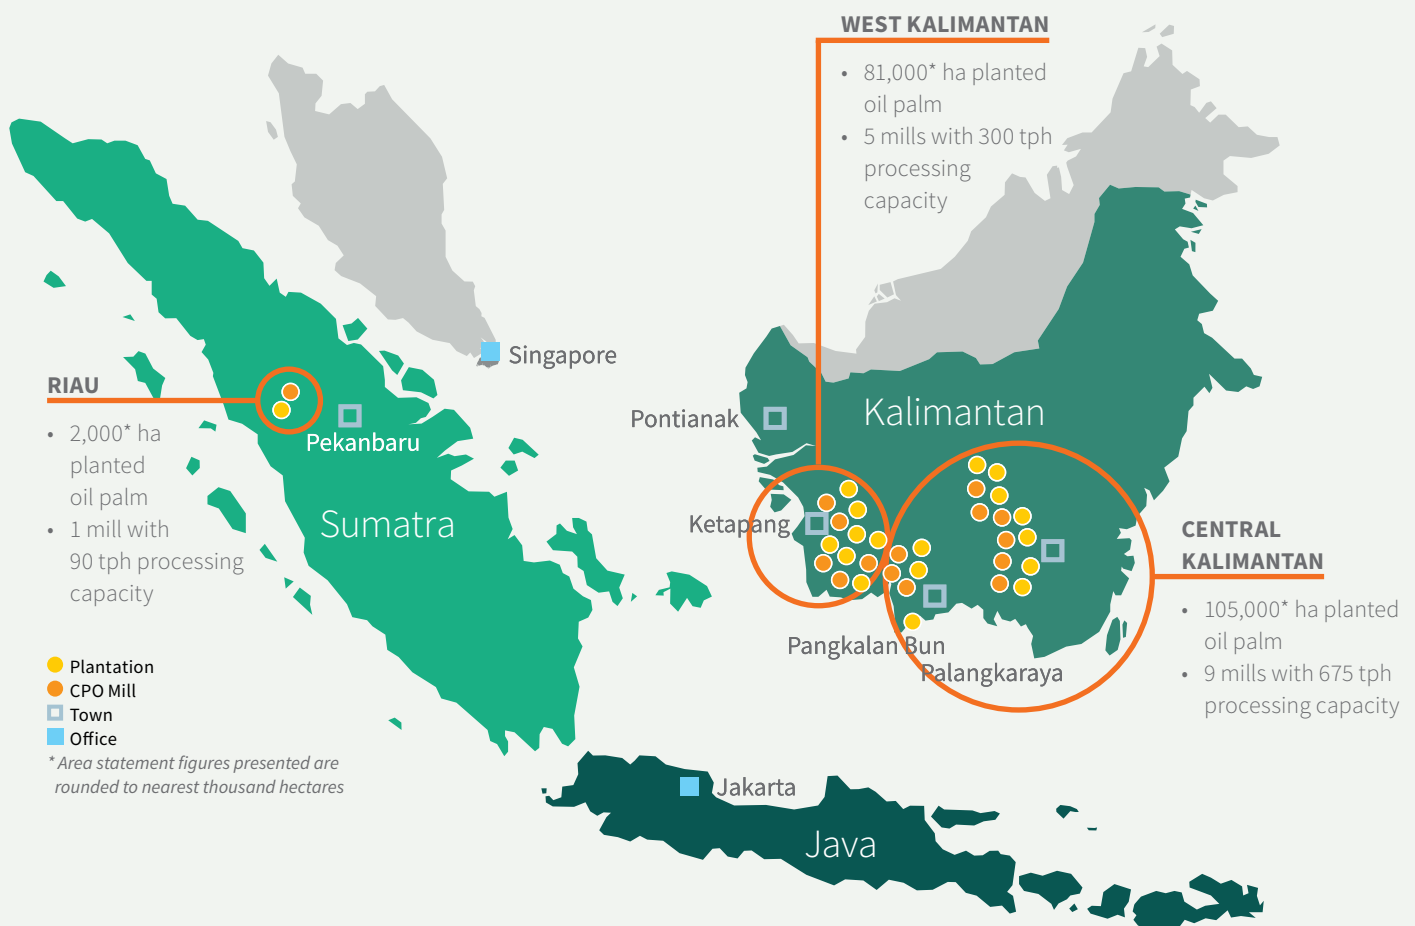 WEST KALIMANTAN
• 81,000* ha planted
oil palm
• 5 mills with 300 tph
processing
capacity
Singapore
RIAU
• 2,000* ha
planted
oil palm
• 1 mill with
90 tph processing
capacity
Pekanbaru
Sumatra
Pontianak
Kalimantan
Ketapang
Pangkalan Bun
Palangkaraya
CENTRAL
KALIMANTAN
• 105,000* ha planted
oil palm
• 9 mills with 675 tph
processing capacity
Plantation
CPO Mill
Town
Office
* Area statement figures presented are
rounded to nearest thousand hectares
Jakarta
Java